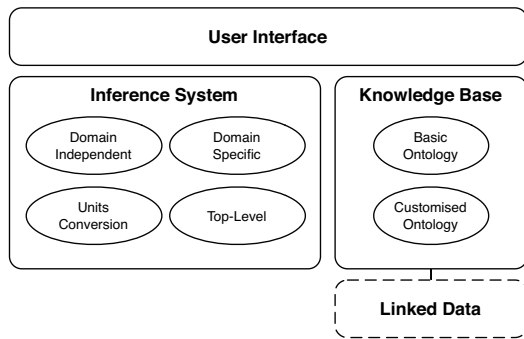 User Interface
Inference System
Domain
Independent
Domain
Specific
Units
Conversion
Top-Level
Knowledge Base
Basic
Ontology
Customised
Ontology
Linked Data